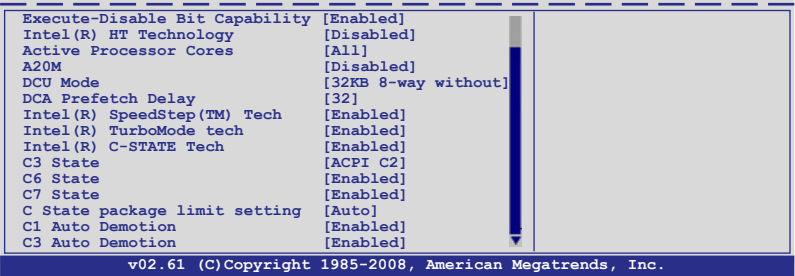 Execute-Disable Bit Capability [Enabled]
Intel(R) HT Technology [Disabled]
Active Processor Cores [All]
A20M [Disabled]
DCU Mode [32KB 8-way without]
DCA Prefetch Delay [32]
Intel(R) SpeedStep(TM) Tech [Enabled]
Intel(R) TurboMode tech [Enabled]
Intel(R) C-STATE Tech [Enabled]
C3 State [ACPI C2]
C6 State [Enabled]
C7 State [Enabled]
C State package limit setting [Auto]
C1 Auto Demotion [Enabled]
C3 Auto Demotion [Enabled]
v02.61 (C)Copyright 1985-2008, American Megatrends, Inc.